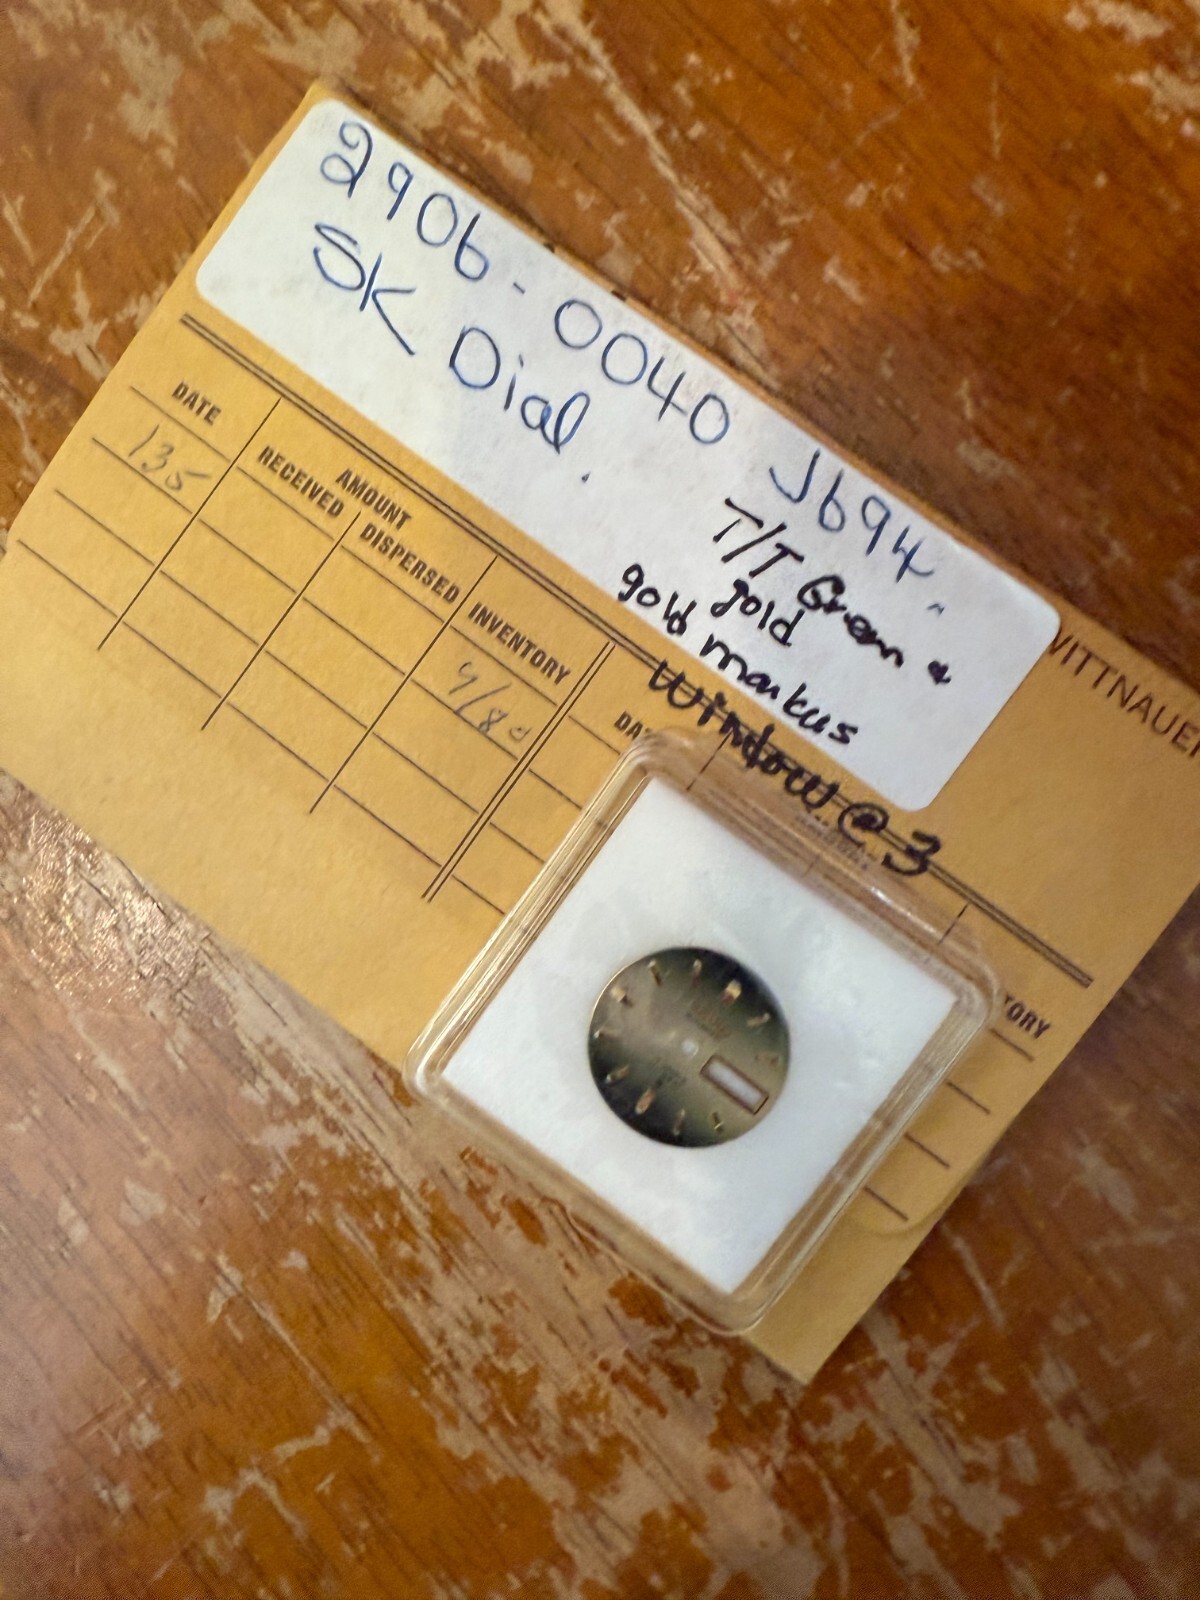 2906-0040 J694
SK Dial.
T/T Green &
gold
gold markers
window @ 3
WITTNAUER
DATE
AMOUNT
RECEIVED
DISPERSED
INVENTORY
135
9/80